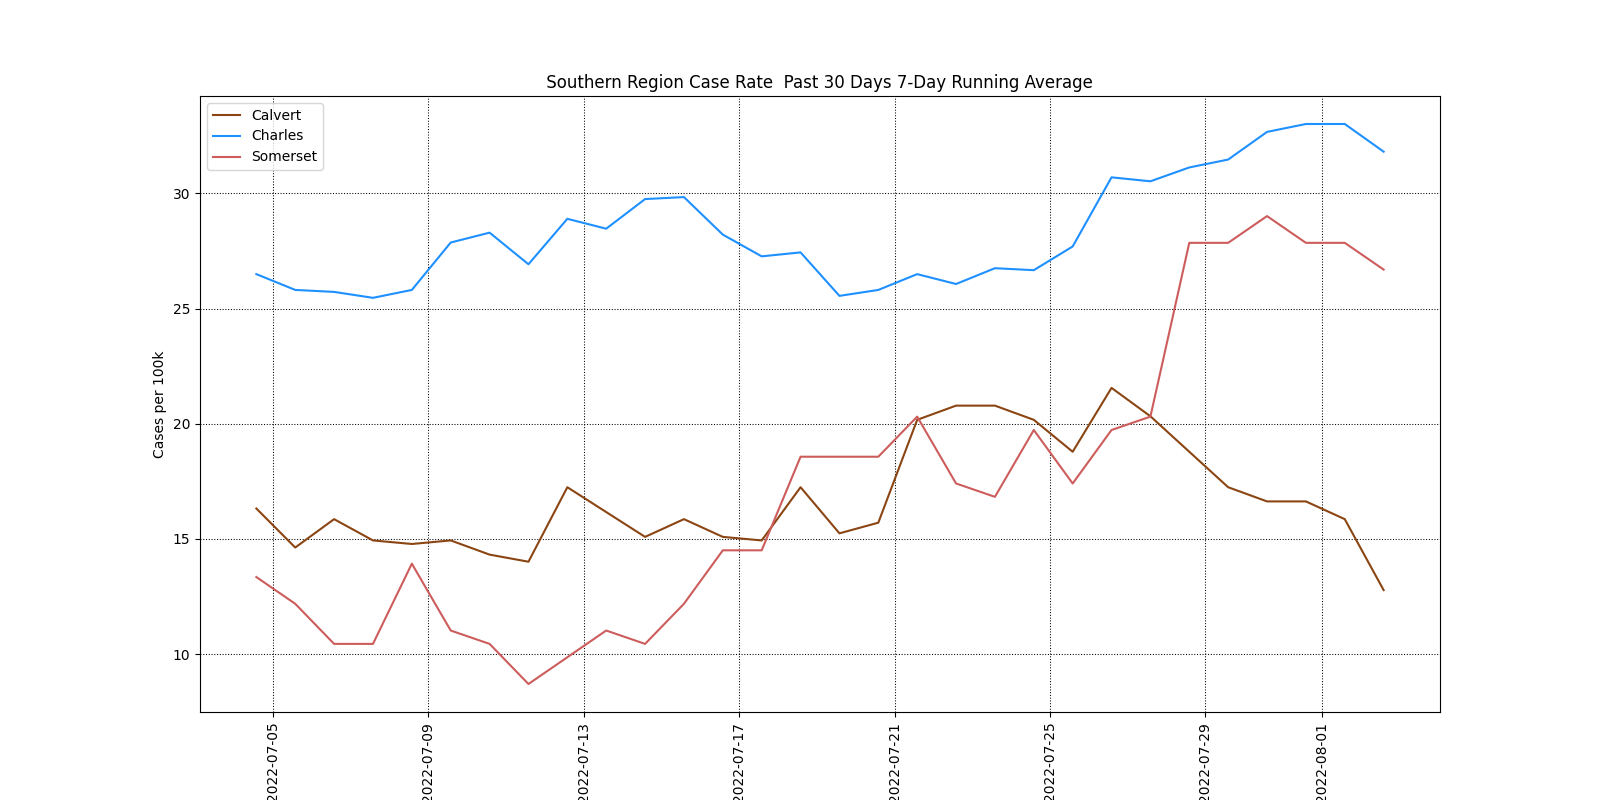 Southern Region Case Rate  Past 30 Days 7-Day Running Average
Calvert
Charles
Somerset
Cases per 100k
30
25
20
15
10
2022-07-05
2022-07-09
2022-07-13
2022-07-17
2022-07-21
2022-07-25
2022-07-29
2022-08-01